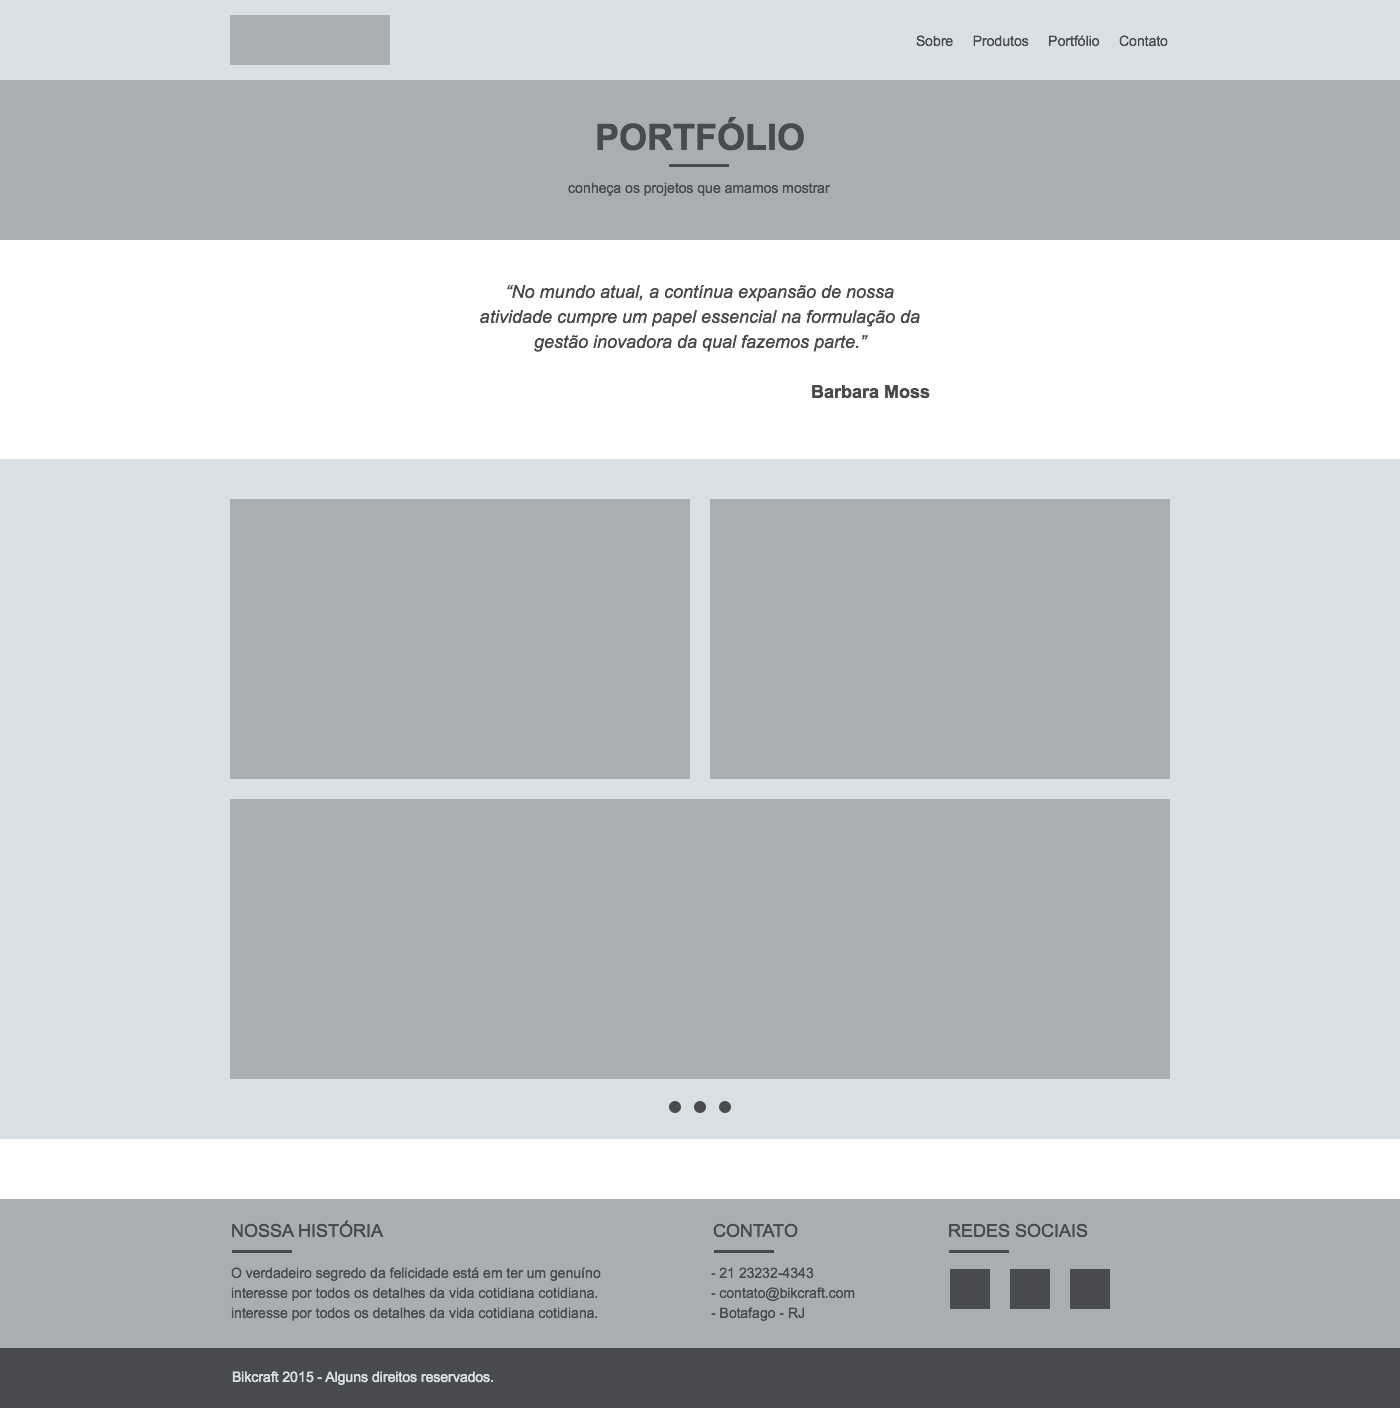 Sobre Produtos Portfólio Contato
PORTFÓLIO
conheça os projetos que amamos mostrar
“No mundo atual, a contínua expansão de nossa
atividade cumpre um papel essencial na formulação da
gestão inovadora da qual fazemos parte.”
Barbara Moss
NOSSA HISTÓRIA
O verdadeiro segredo da felicidade está em ter um genuíno
interesse por todos os detalhes da vida cotidiana cotidiana.
interesse por todos os detalhes da vida cotidiana cotidiana.
CONTATO
- 21 23232-4343
- contato@bikcraft.com
- Botafago - RJ
REDES SOCIAIS
Bikcraft 2015 - Alguns direitos reservados.